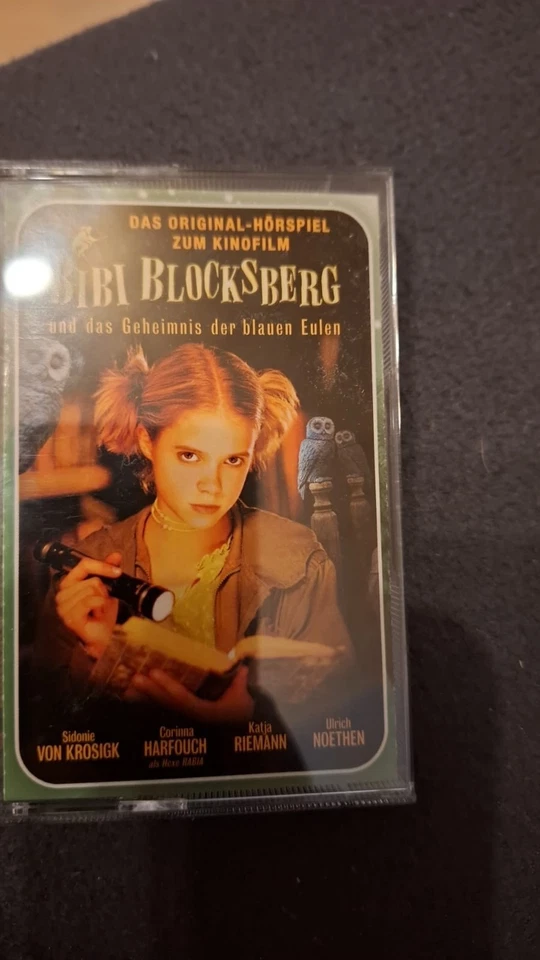 DAS ORIGINAL-HÖRSPIEL
ZUM KINOFILM
BIBI BLOCKSBERG
und das Geheimnis der blauen Eulen
Sidonie
VON KROSIGK
Corinna
HARFOUCH
als Hexe RABIA
Katja
RIEMANN
Ulrich
NOETHEN